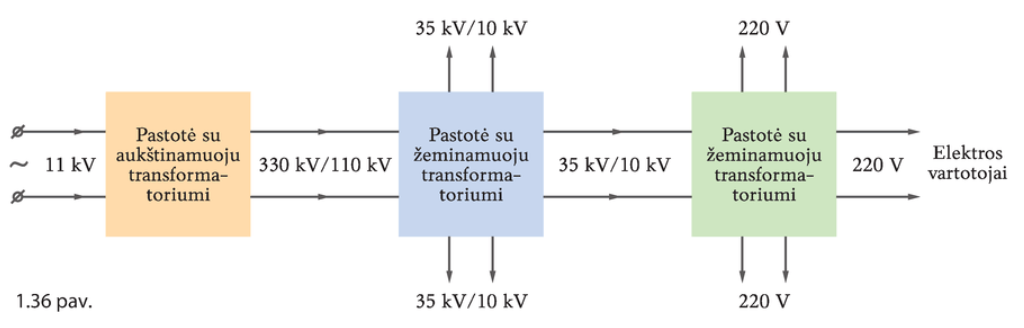 35 kV/10 kV
220 V
~ 11 kV
Pastotė su
aukštinamuoju
transforma-
toriumi
330 kV/110 kV
Pastotė su
žeminamuoju
transforma-
toriumi
35 kV/10 kV
Pastotė su
žeminamuoju
transforma-
toriumi
220 V
Elektros
vartotojai
35 kV/10 kV
220 V
1.36 pav.